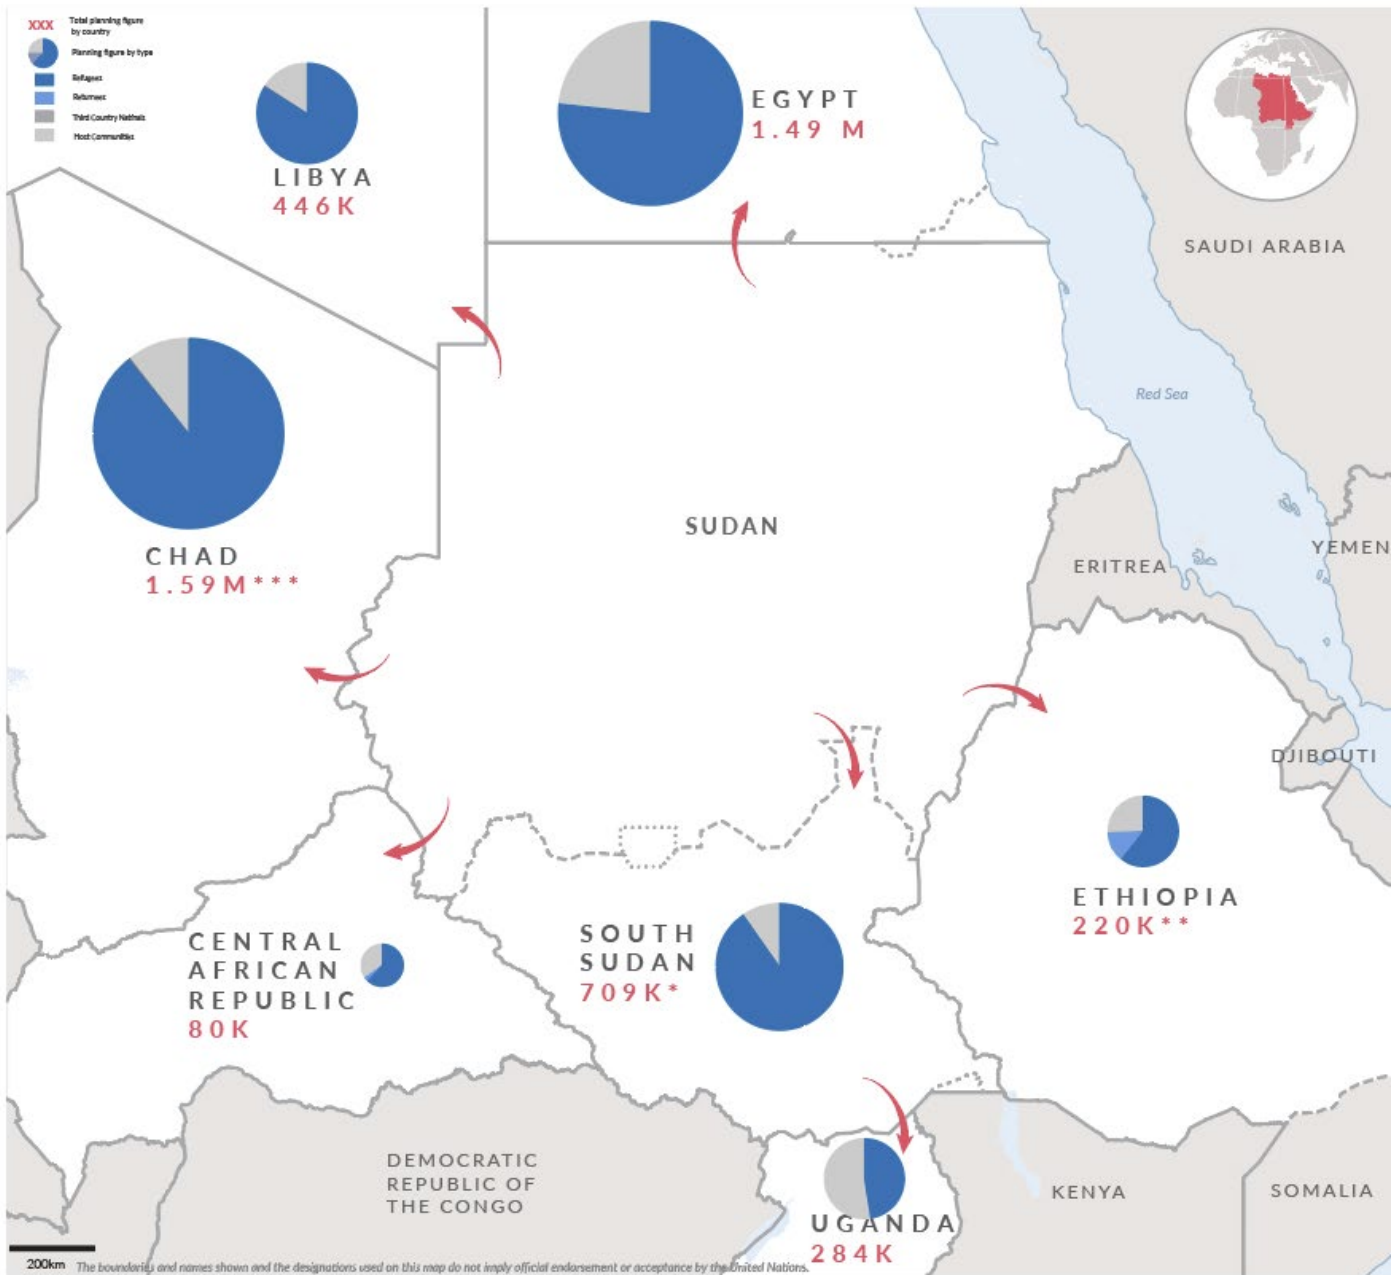 XXX
Total planning figure
by country
Planning figure by type
Refugees
Returnees
Third Country Nationals
Host Communities
LIBYA
446K
EGYPT
1.49 M
SAUDI ARABIA
Red Sea
CHAD
1.59M***
SUDAN
ERITREA
YEMEN
DJIBOUTI
ETHIOPIA
220K**
CENTRAL
AFRICAN
REPUBLIC
80K
SOUTH
SUDAN
709K*
DEMOCRATIC
REPUBLIC OF
THE CONGO
UGANDA
284K
KENYA
SOMALIA
200km
The boundaries and names shown and the designations used on this map do not imply official endorsement or acceptance by the United Nations.